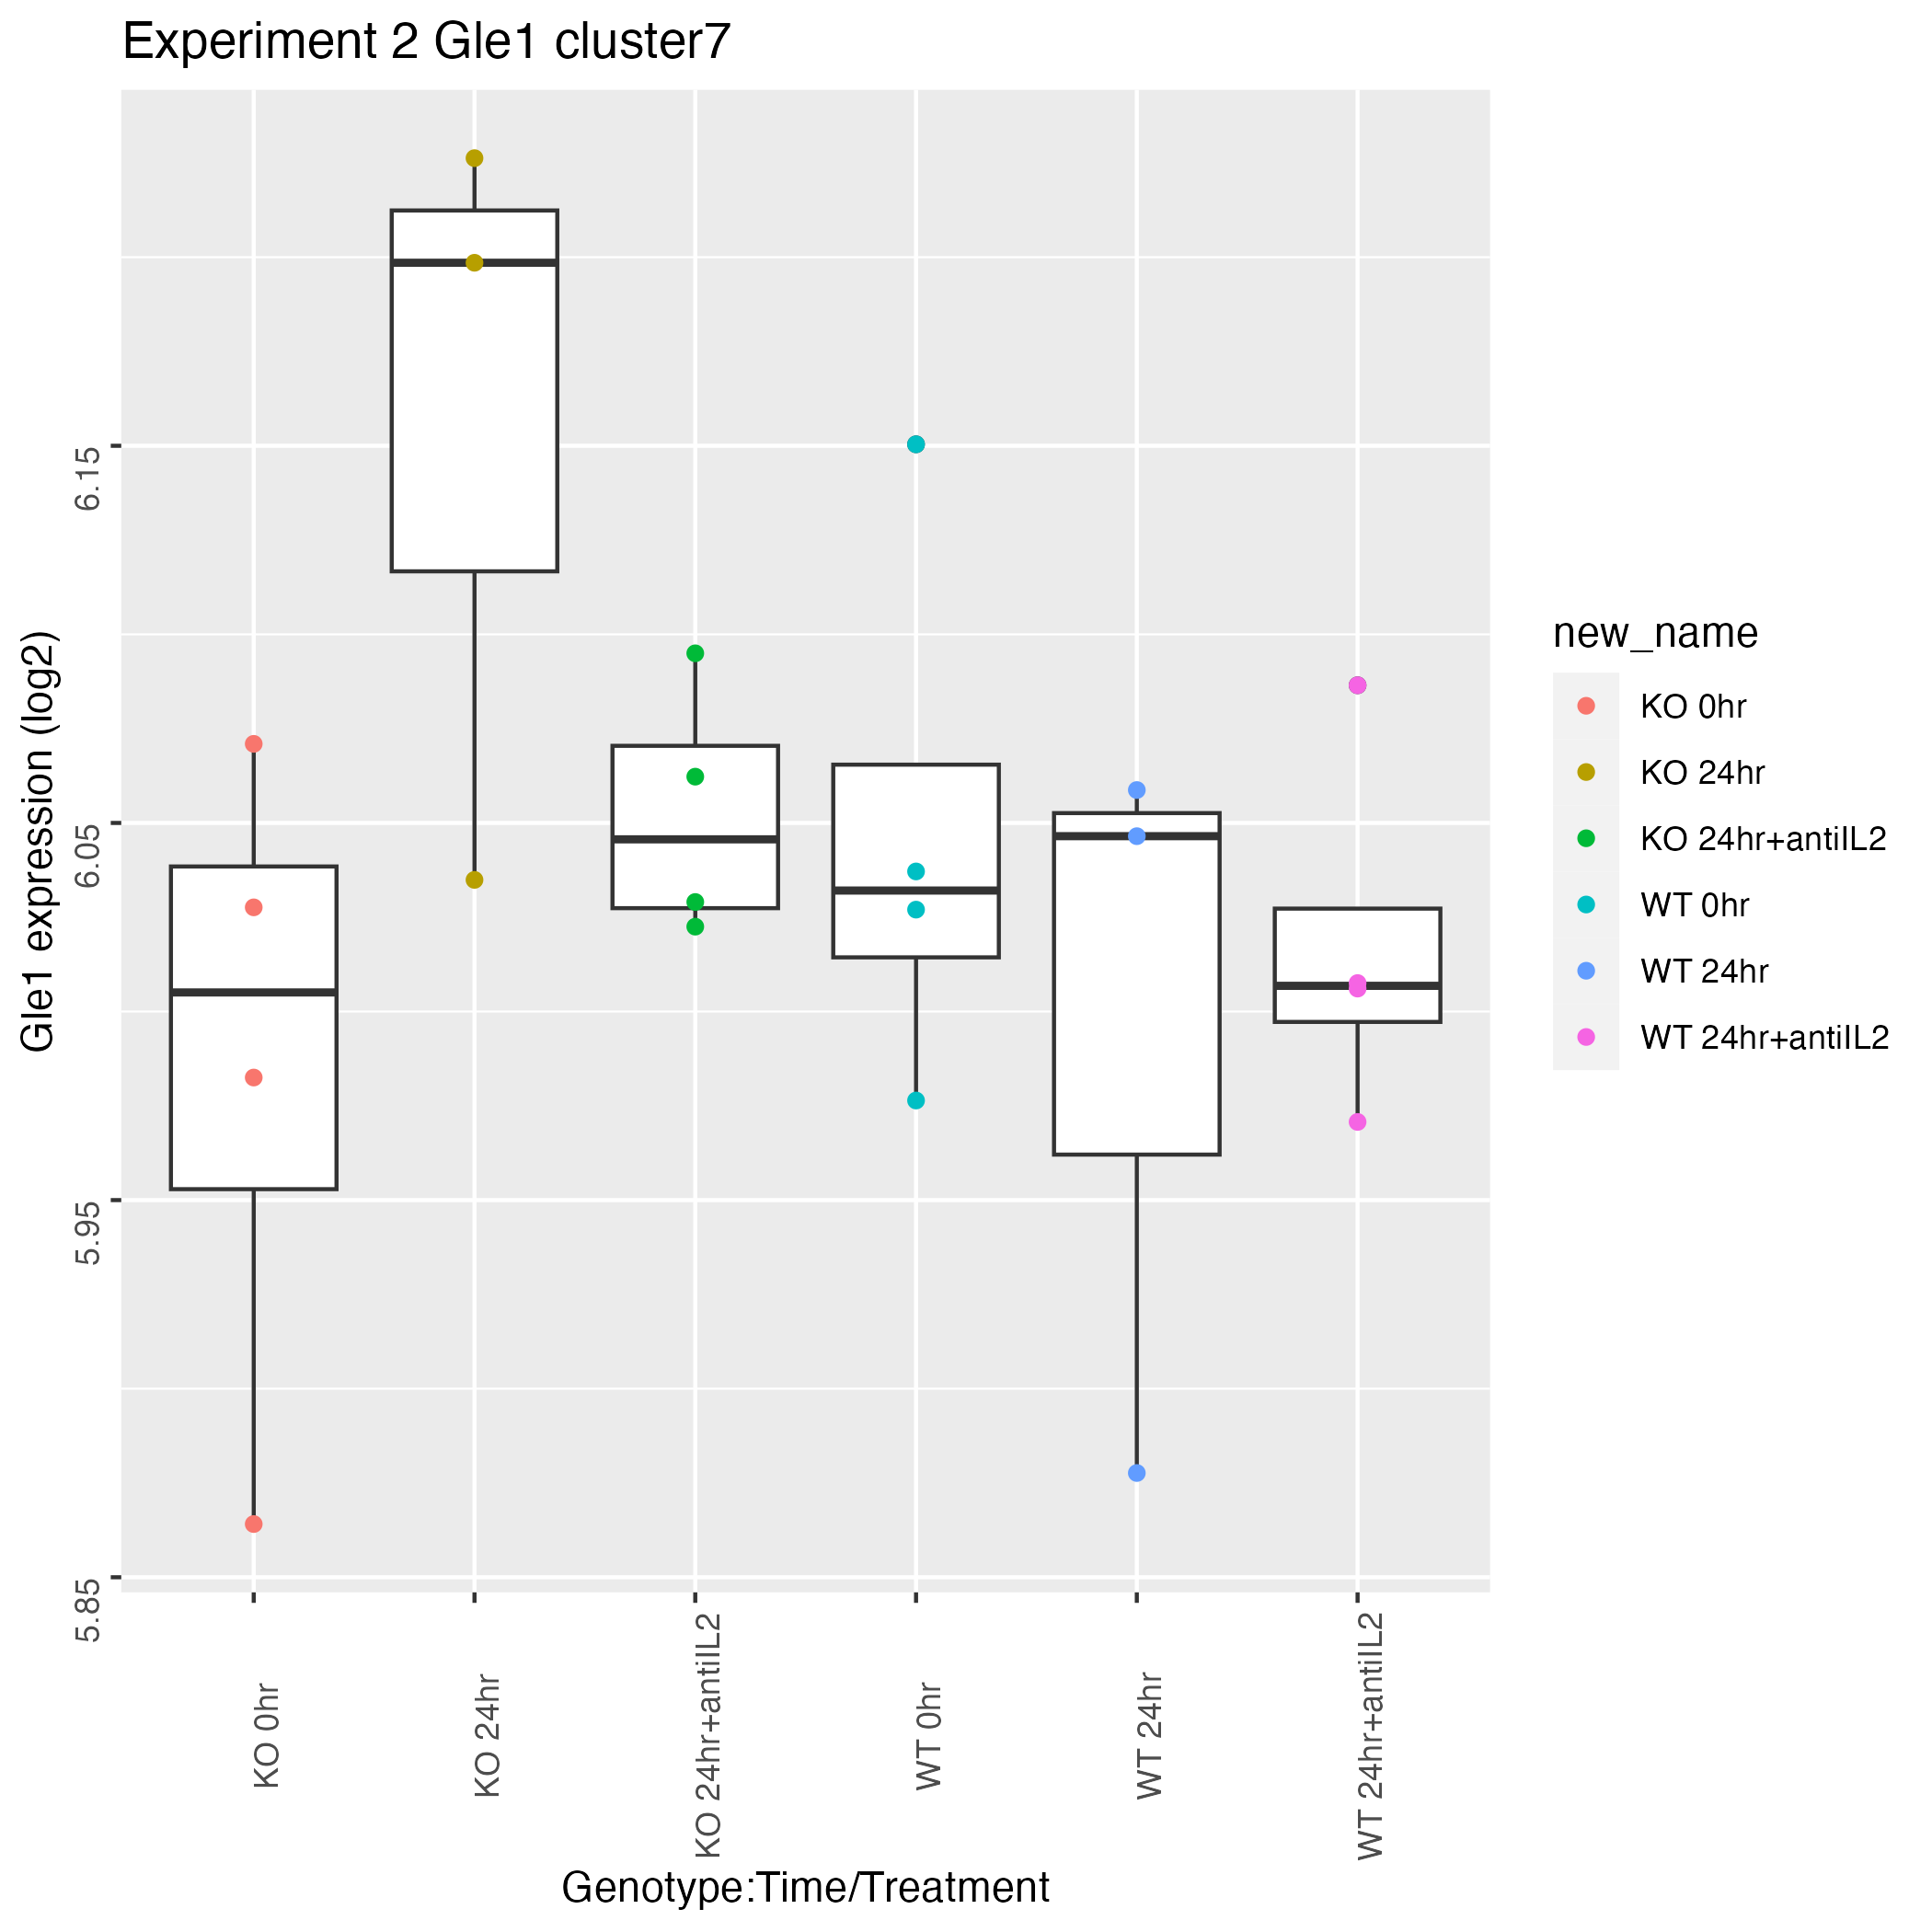 Experiment 2 Gle1 cluster7
Gle1 expression (log2)
6.15
6.05
5.95
5.85
KO 0hr
KO 24hr
KO 24hr+antiIL2
WT 0hr
WT 24hr
WT 24hr+antiIL2
Genotype:Time/Treatment
new_name
KO 0hr
KO 24hr
KO 24hr+antiIL2
WT 0hr
WT 24hr
WT 24hr+antiIL2